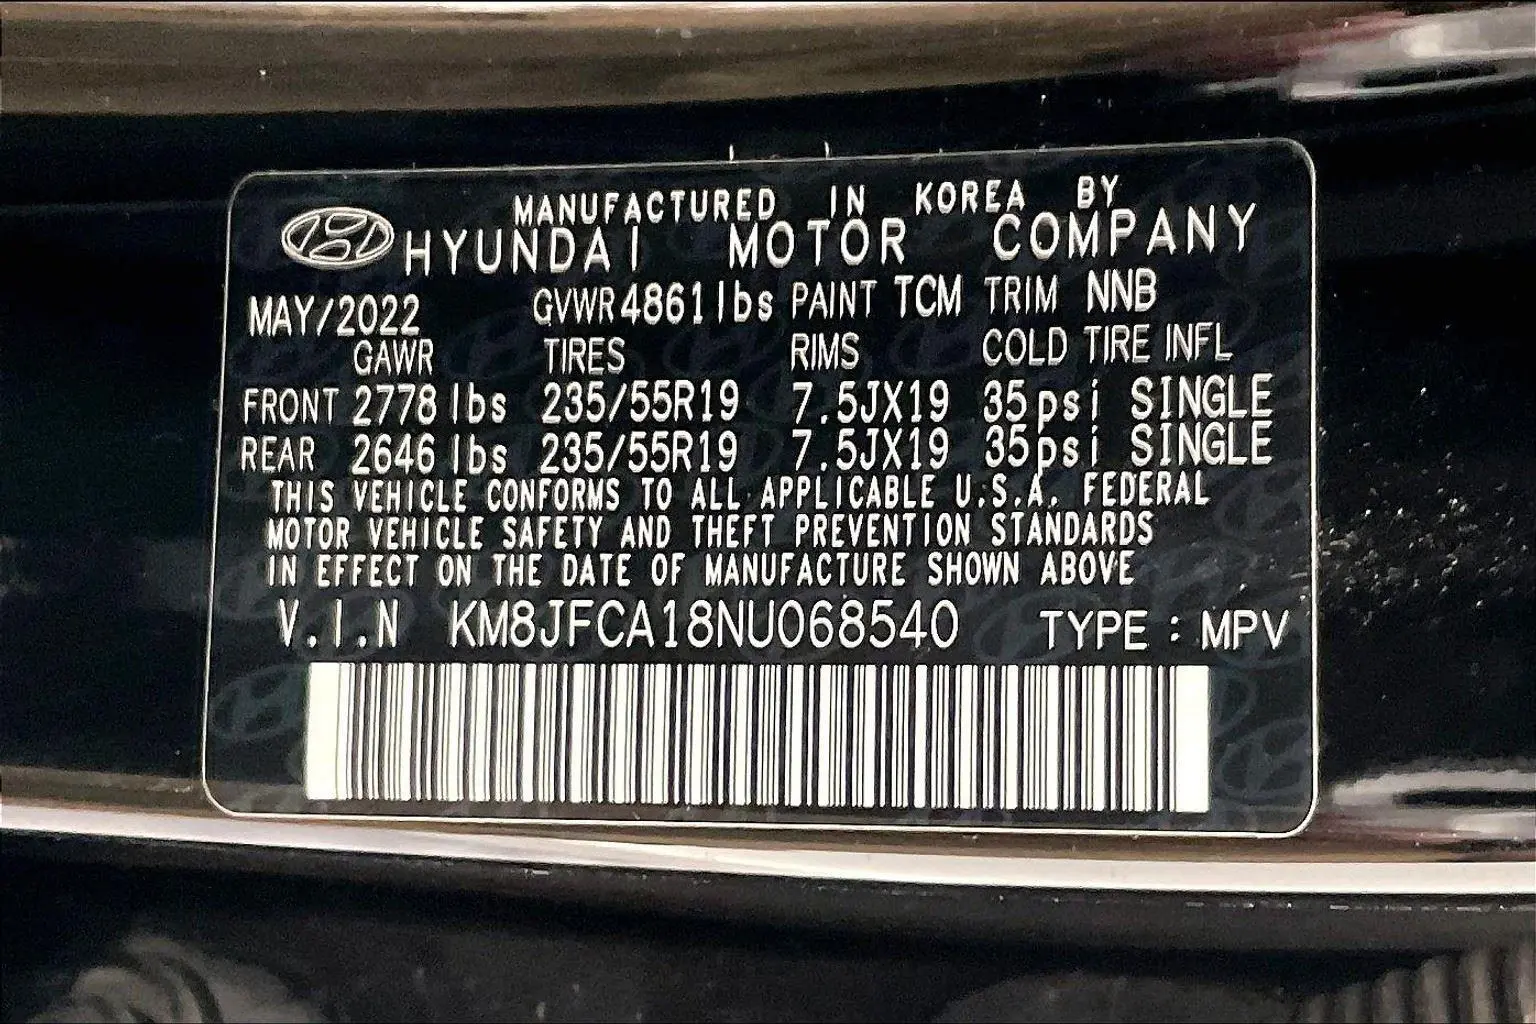 MANUFACTURED IN KOREA BY
HYUNDAI MOTOR COMPANY
MAY/2022 GVWR 4861 lbs PAINT TCM TRIM NNB
GAWR TIRES RIMS COLD TIRE INFL
FRONT 2778 lbs 235/55R19 7.5JX19 35psi SINGLE
REAR 2646 lbs 235/55R19 7.5JX19 35psi SINGLE
THIS VEHICLE CONFORMS TO ALL APPLICABLE U.S.A. FEDERAL
MOTOR VEHICLE SAFETY AND THEFT PREVENTION STANDARDS
IN EFFECT ON THE DATE OF MANUFACTURE SHOWN ABOVE
V.I.N KM8JFCA18NU068540 TYPE : MPV